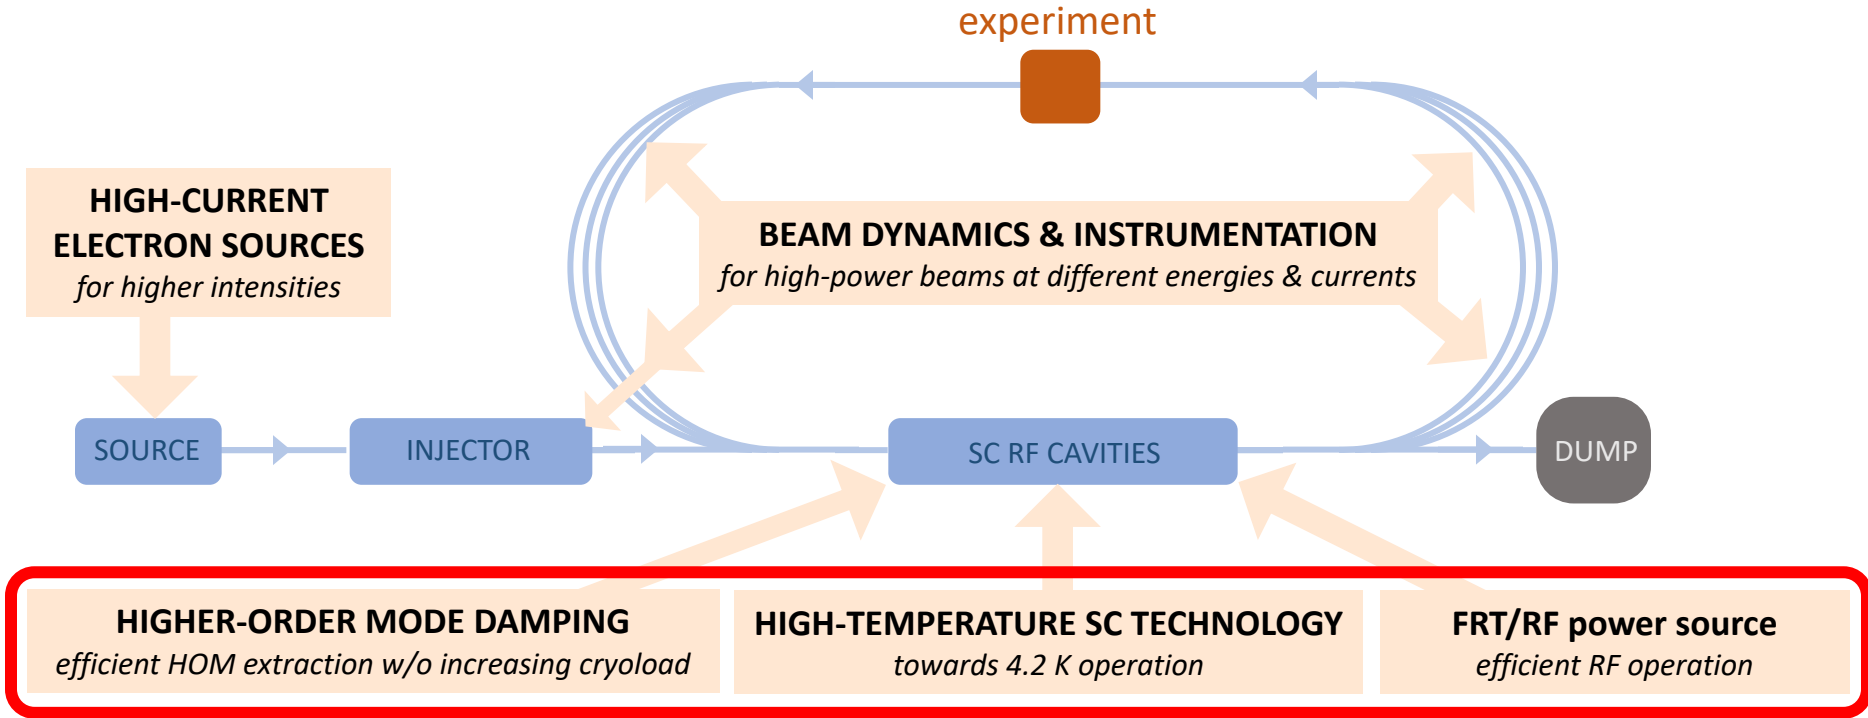 experiment
HIGH-CURRENT
ELECTRON SOURCES
for higher intensities
BEAM DYNAMICS & INSTRUMENTATION
for high-power beams at different energies & currents
SOURCE
INJECTOR
SC RF CAVITIES
DUMP
HIGHER-ORDER MODE DAMPING
efficient HOM extraction w/o increasing cryoload
HIGH-TEMPERATURE SC TECHNOLOGY
towards 4.2 K operation
FRT/RF power source
efficient RF operation